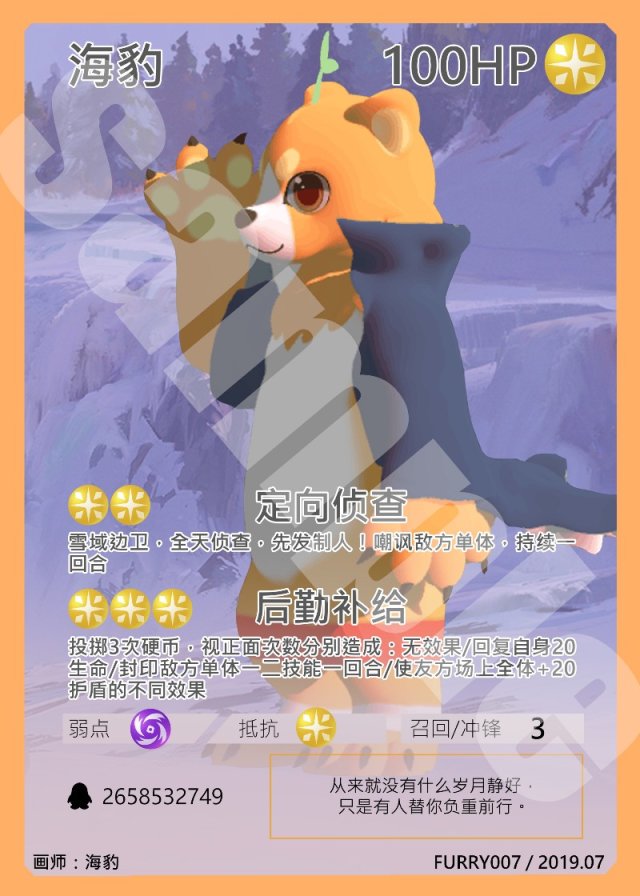 海豹 100HP
定向侦查
雪域边卫，全天侦查，先发制人！嘲讽敌方单体，持续一
回合
后勤补给
投掷3次硬币，视正面次数分别造成：无效果/回复自身20
生命/封印敌方单体一二技能一回合/使友方场上全体+20
护盾的不同效果
弱点 抵抗 召回/冲锋 3
2658532749
从来就没有什么岁月静好，
只是有人替你负重前行。
画师：海豹 FURRY007 / 2019.07
Sample